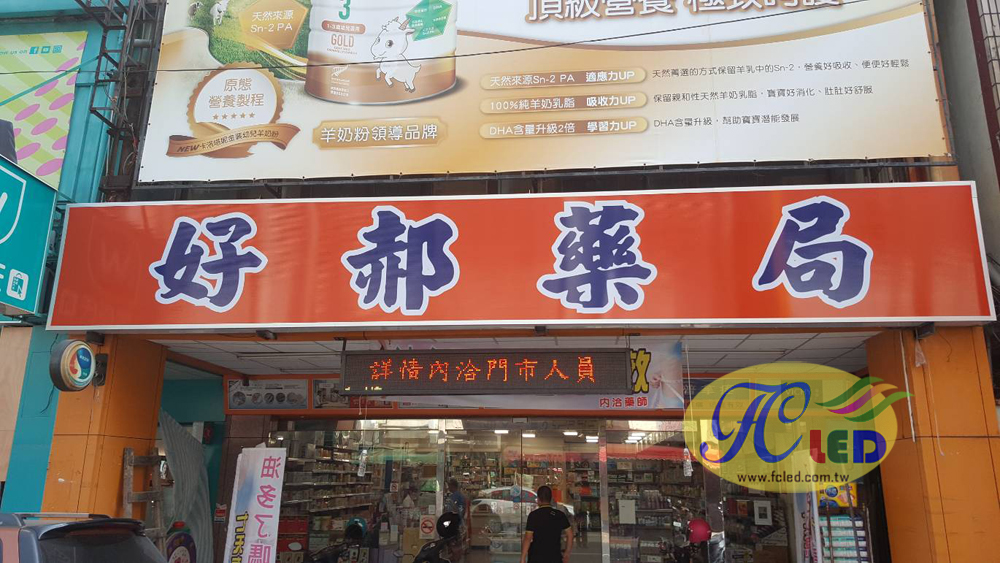 頂級營養 極致呵護
天然來源
Sn-2 PA
3
GOLD
原態
營養製程
羊奶粉領導品牌
天然來源Sn-2 PA 適應力UP
天然菁選的方式保留羊乳中的Sn-2,營養好吸收、便便好輕鬆
100%純羊奶乳脂 吸收力UP
保留親和性天然羊奶乳脂,寶寶好消化、肚肚好舒服
DHA含量升級2倍 學習力UP
DHA含量升級,幫助寶寶潛能發展
好郝藥局
詳情內洽門市人員
內洽藥師
油多了嗎
FC LED
www.fcled.com.tw